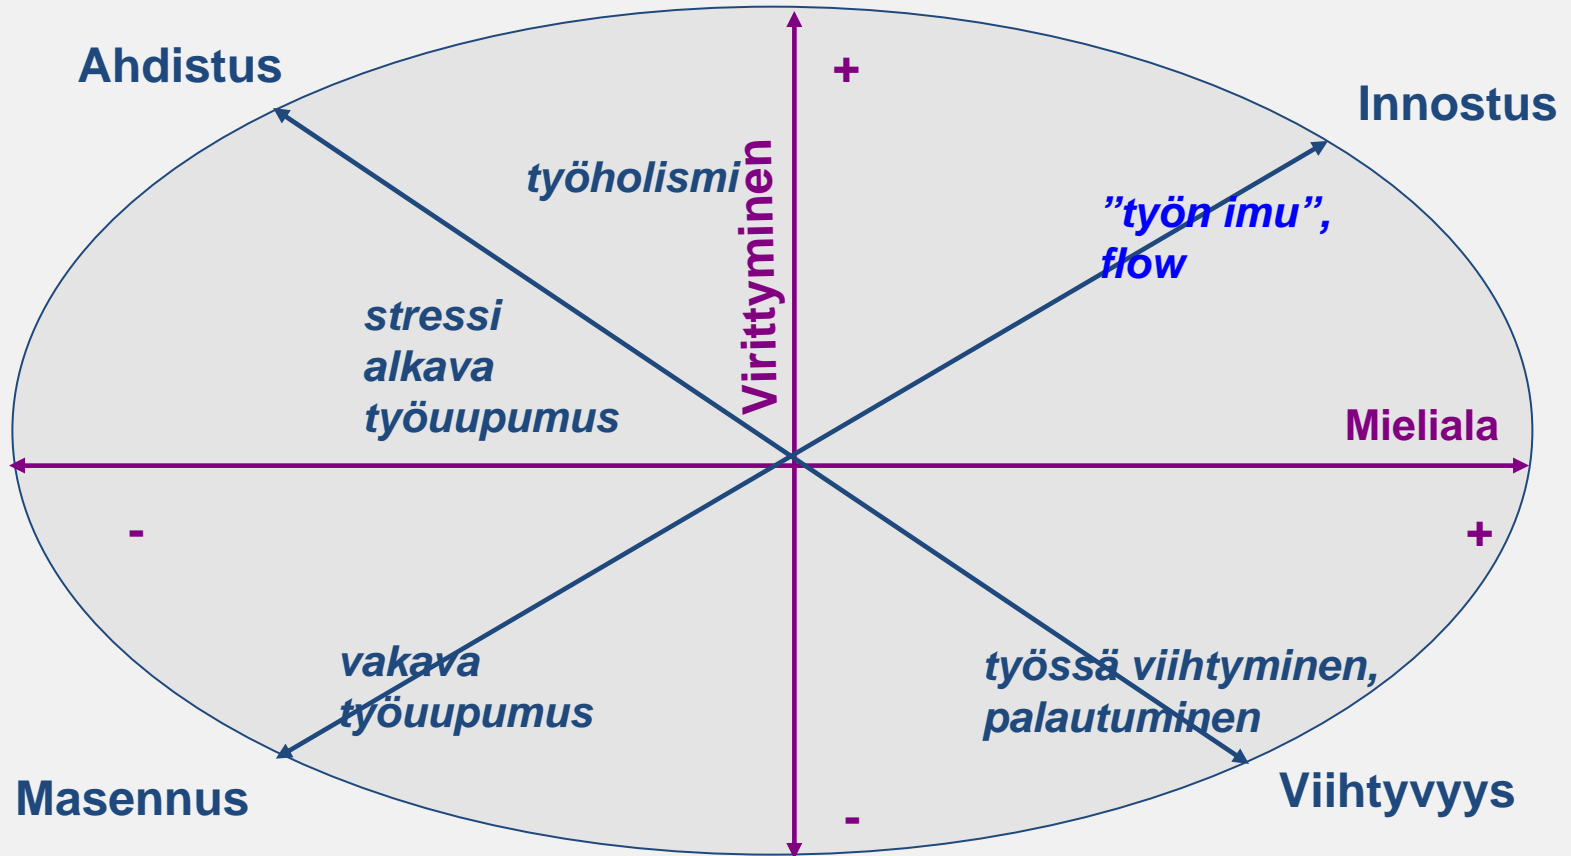 Ahdistus
+
Innostus
työholismi
Virittyminen
”työn imu”,
flow
stressi
alkava
työuupumus
Mieliala
-
+
vakava
työuupumus
työssä viihtyminen,
palautuminen
Masennus
-
Viihtyvyys